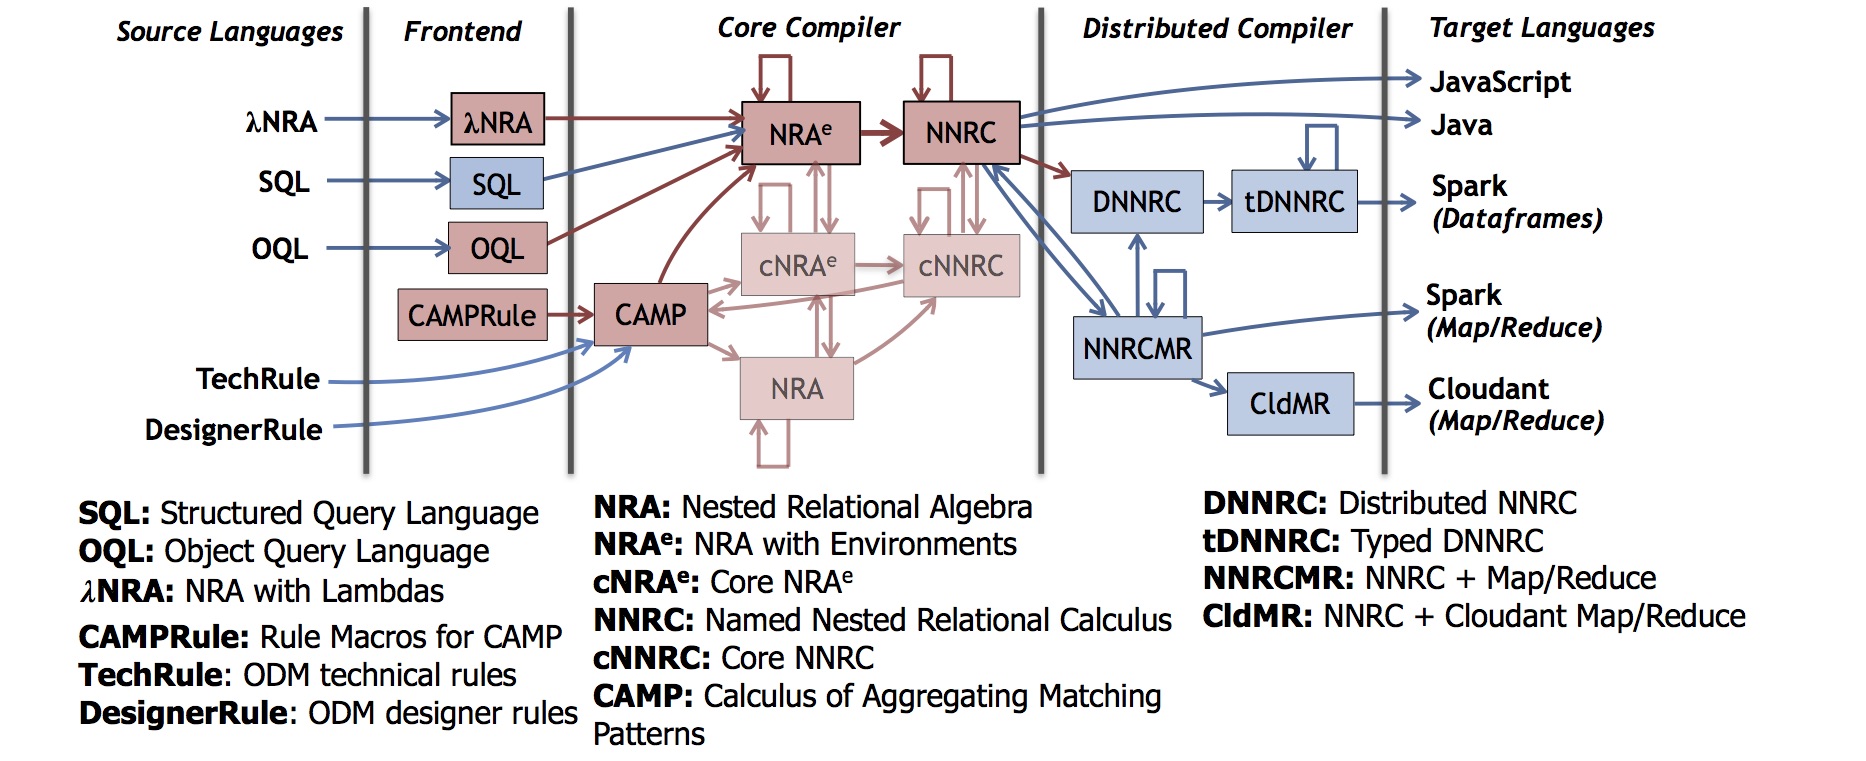 Source Languages
Frontend
Core Compiler
Distributed Compiler
Target Languages
λNRA
SQL
OQL
TechRule
DesignerRule
λNRA
SQL
OQL
CAMPRule
NRAᵉ
NNRC
cNRAᵉ
cNNRC
CAMP
NRA
DNNRC
tDNNRC
NNRCMR
CldMR
JavaScript
Java
Spark
(Dataframes)
Spark
(Map/Reduce)
Cloudant
(Map/Reduce)
SQL: Structured Query Language
OQL: Object Query Language
λNRA: NRA with Lambdas
CAMPRule: Rule Macros for CAMP
TechRule: ODM technical rules
DesignerRule: ODM designer rules
NRA: Nested Relational Algebra
NRAᵉ: NRA with Environments
cNRAᵉ: Core NRAᵉ
NNRC: Named Nested Relational Calculus
cNNRC: Core NNRC
CAMP: Calculus of Aggregating Matching
Patterns
DNNRC: Distributed NNRC
tDNNRC: Typed DNNRC
NNRCMR: NNRC + Map/Reduce
CldMR: NNRC + Cloudant Map/Reduce